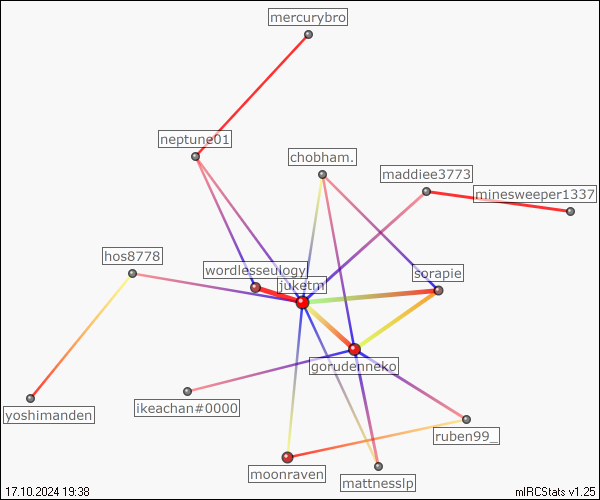 mercurybro
neptune01
chobham.
maddiee3773
minesweeper1337
hos8778
wordlesseulogy
sorapie
juketm
gorudenneko
yoshimanden
ikeachan#0000
ruben99_
moonraven
mattnesslp
17.10.2024 19:38
mIRCStats v1.25